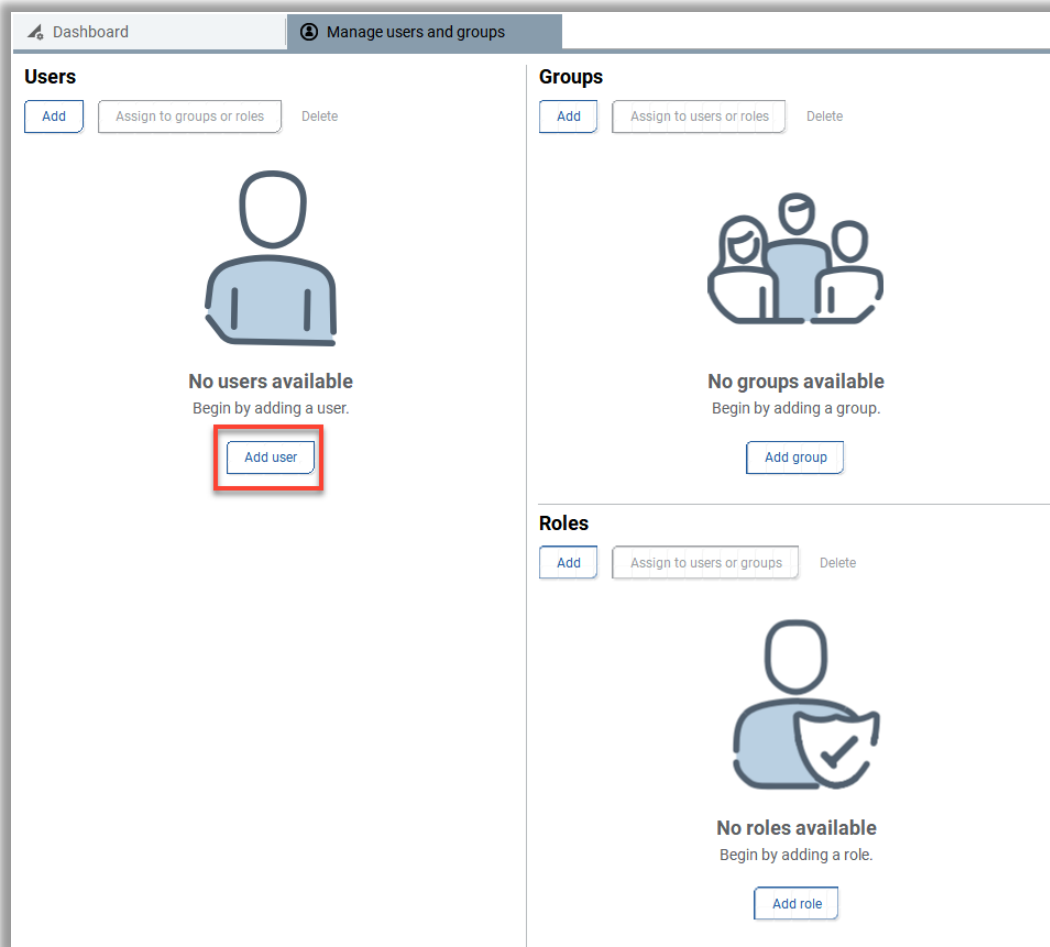 Dashboard
Manage users and groups
Users
Add
Assign to groups or roles
Delete
No users available
Begin by adding a user.
Add user
Groups
Add
Assign to users or roles
Delete
No groups available
Begin by adding a group.
Add group
Roles
Add
Assign to users or groups
Delete
No roles available
Begin by adding a role.
Add role